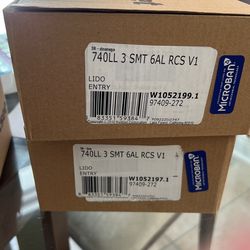 740LL 3 SMT 6AL RCS V1
LIDO
ENTRY
W1052199.1
97409-272
MICROBAN
740LL 3 SMT 6AL RCS V1
LIDO
ENTRY
W1052197.1
97409-272
MICROBAN